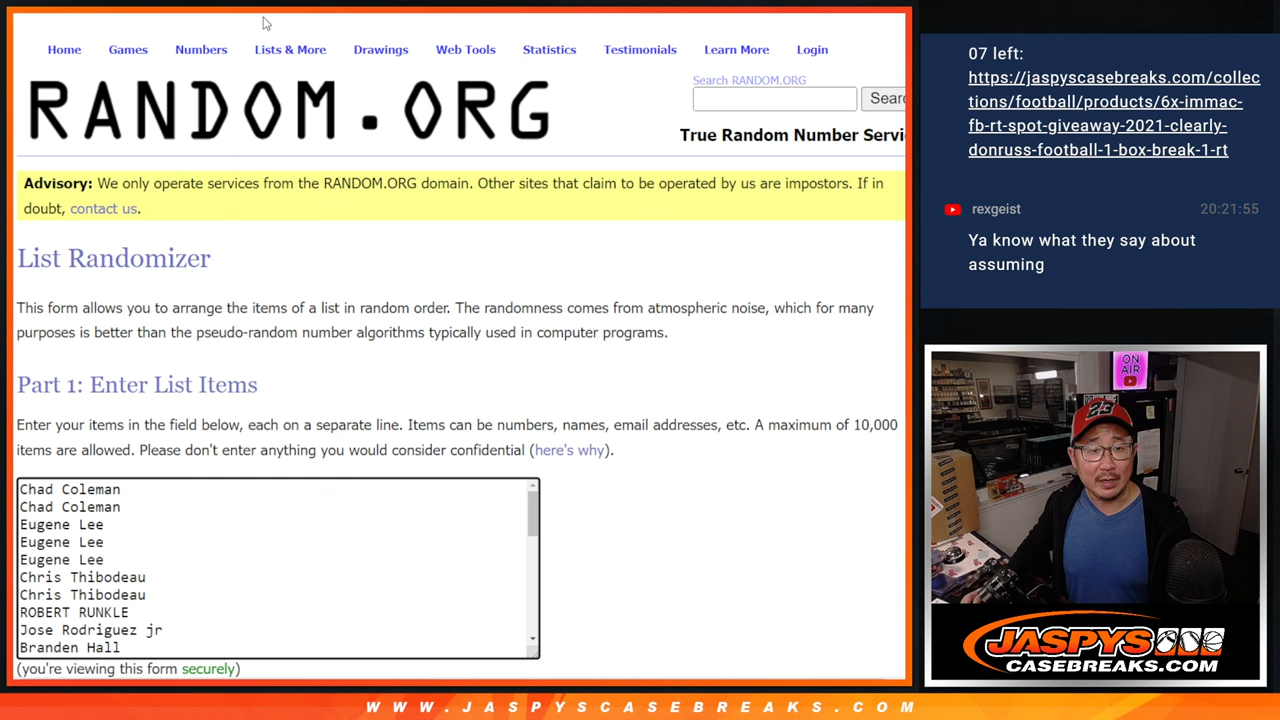 Home Games Numbers Lists & More Drawings Web Tools Statistics Testimonials Learn More Login
RANDOM.ORG
Search RANDOM.ORG
Searc
True Random Number Servi
Advisory: We only operate services from the RANDOM.ORG domain. Other sites that claim to be operated by us are impostors. If in
doubt, contact us.
List Randomizer
This form allows you to arrange the items of a list in random order. The randomness comes from atmospheric noise, which for many
purposes is better than the pseudo-random number algorithms typically used in computer programs.
Part 1: Enter List Items
Enter your items in the field below, each on a separate line. Items can be numbers, names, email addresses, etc. A maximum of 10,000
items are allowed. Please don't enter anything you would consider confidential (here's why).
Chad Coleman
Chad Coleman
Eugene Lee
Eugene Lee
Eugene Lee
Chris Thibodeau
Chris Thibodeau
ROBERT RUNKLE
Jose Rodriguez jr
Branden Hall
(you're viewing this form securely)
07 left:
https://jaspyscasebreaks.com/collec
tions/football/products/6x-immac-
fb-rt-spot-giveaway-2021-clearly-
donruss-football-1-box-break-1-rt
rexgeist 20:21:55
Ya know what they say about
assuming
ON
AIR
23
JASPYS
CASEBREAKS.COM
WWW.JASPYSCASEBREAKS.COM